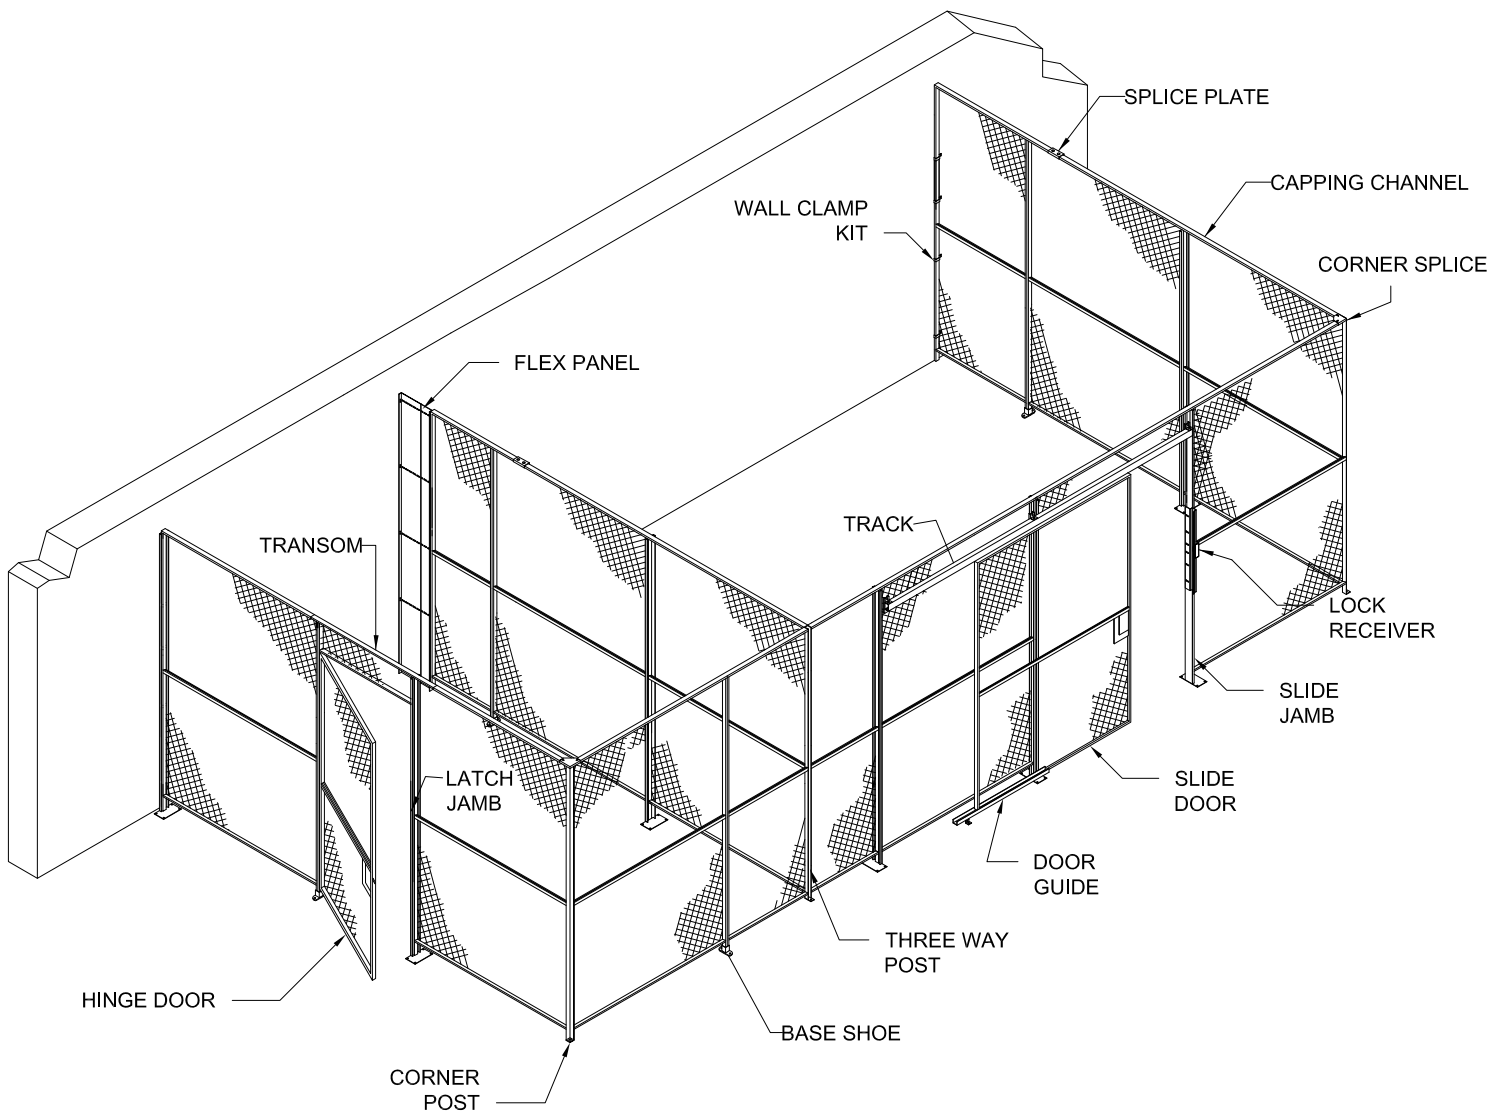 SPLICE PLATE
CAPPING CHANNEL
WALL CLAMP
KIT
CORNER SPLICE
FLEX PANEL
TRACK
TRANSOM
LOCK
RECEIVER
SLIDE
JAMB
LATCH
JAMB
SLIDE
DOOR
DOOR
GUIDE
THREE WAY
POST
HINGE DOOR
BASE SHOE
CORNER
POST